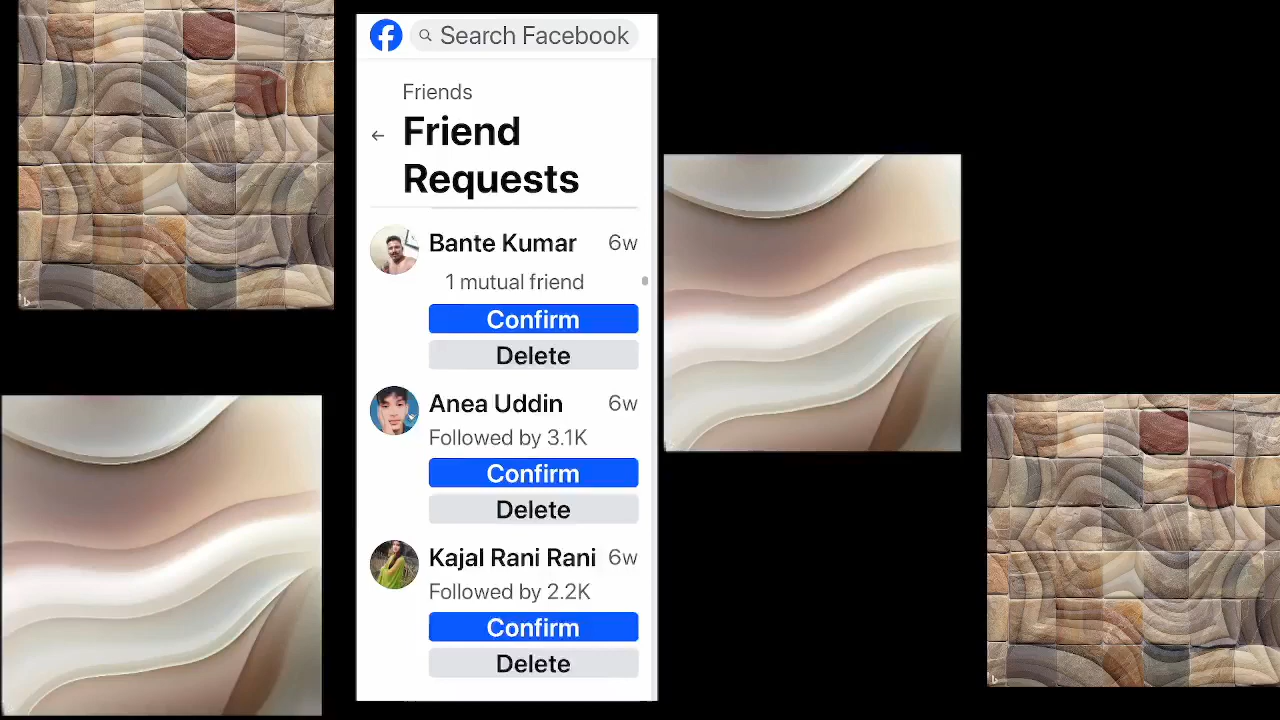 Search Facebook
Friends
Friend
Requests
Bante Kumar 6w
1 mutual friend
Confirm
Delete
Anea Uddin 6w
Followed by 3.1K
Confirm
Delete
Kajal Rani Rani 6w
Followed by 2.2K
Confirm
Delete